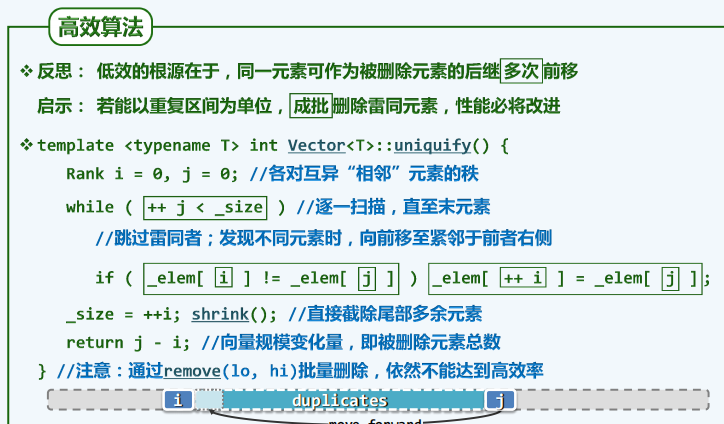 高效算法
❖反思： 低效的根源在于，同一元素可作为被删除元素的后继多次前移
启示： 若能以重复区间为单位，成批删除雷同元素，性能必将改进
❖template <typename T> int Vector<T>::uniquify() {
Rank i = 0, j = 0; //各对互异“相邻”元素的秩
while ( ++ j < _size ) //逐一扫描，直至末元素
//跳过雷同者；发现不同元素时，向前移至紧邻于前者右侧
if ( _elem[ i ] != _elem[ j ] ) _elem[ ++ i ] = _elem[ j ];
_size = ++i; shrink(); //直接截除尾部多余元素
return j - i; //向量规模变化量，即被删除元素总数
} //注意：通过remove(lo, hi)批量删除，依然不能达到高效率
i duplicates j
move forward